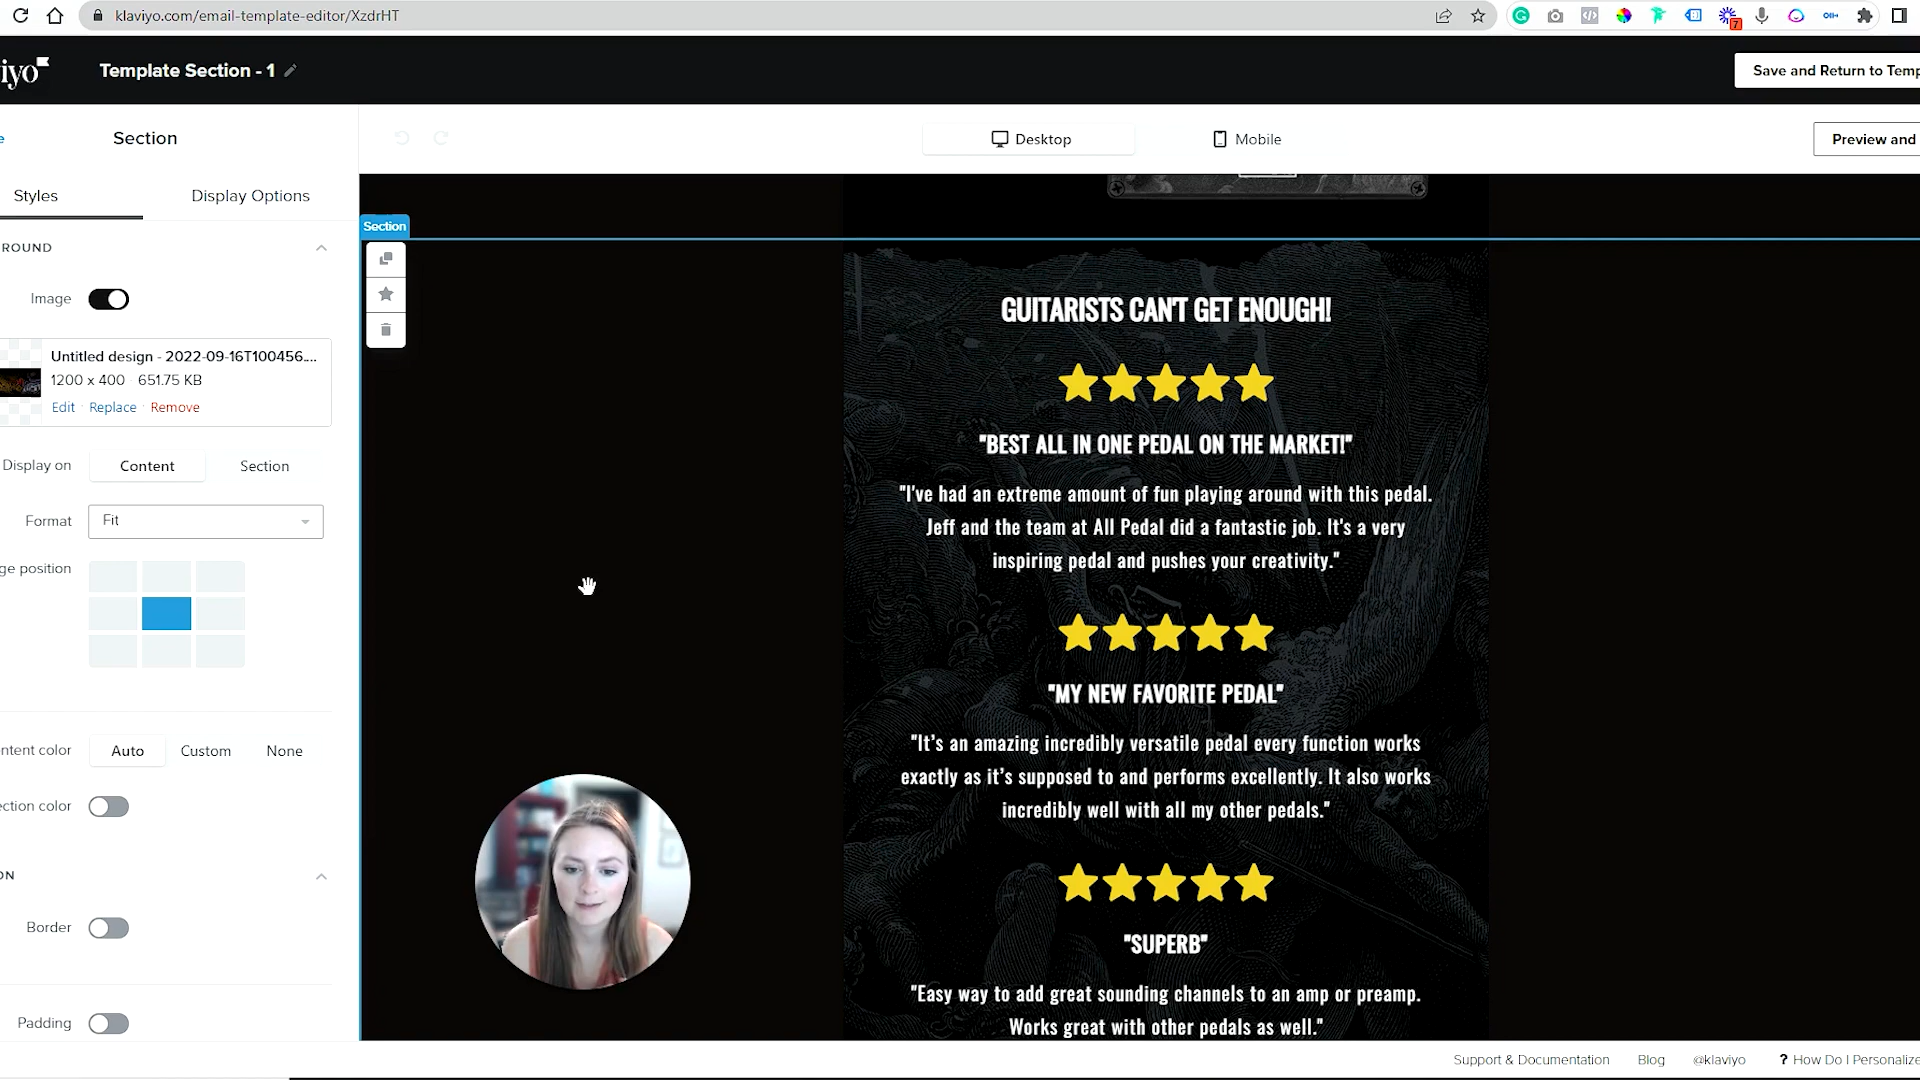 klaviyo.com/email-template-editor/XzdrHT
7
iyo
Template Section - 1
Save and Return to Temp
Section
Desktop
Mobile
Preview and
Styles
Display Options
Section
ROUND
Image
Untitled design - 2022-09-16T100456....
1200 x 400 · 651.75 KB
Edit · Replace · Remove
Display on
Content
Section
Format
Fit
ge position
ntent color
Auto
Custom
None
ction color
ON
Border
Padding
GUITARISTS CAN'T GET ENOUGH!
"BEST ALL IN ONE PEDAL ON THE MARKET!"
"I've had an extreme amount of fun playing around with this pedal.
Jeff and the team at All Pedal did a fantastic job. It's a very
inspiring pedal and pushes your creativity."
"MY NEW FAVORITE PEDAL"
"It’s an amazing incredibly versatile pedal every function works
exactly as it’s supposed to and performs excellently. It also works
incredibly well with all my other pedals."
"SUPERB"
"Easy way to add great sounding channels to an amp or preamp.
Works great with other pedals as well."
Support & Documentation
Blog
@klaviyo
? How Do I Personalize